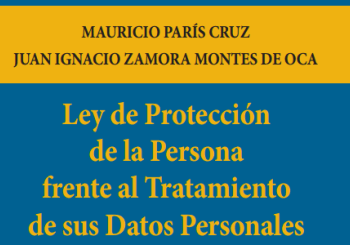 MAURICIO PARÍS CRUZ
JUAN IGNACIO ZAMORA MONTES DE OCA
Ley de Protección
de la Persona
frente al Tratamiento
de sus Datos Personales